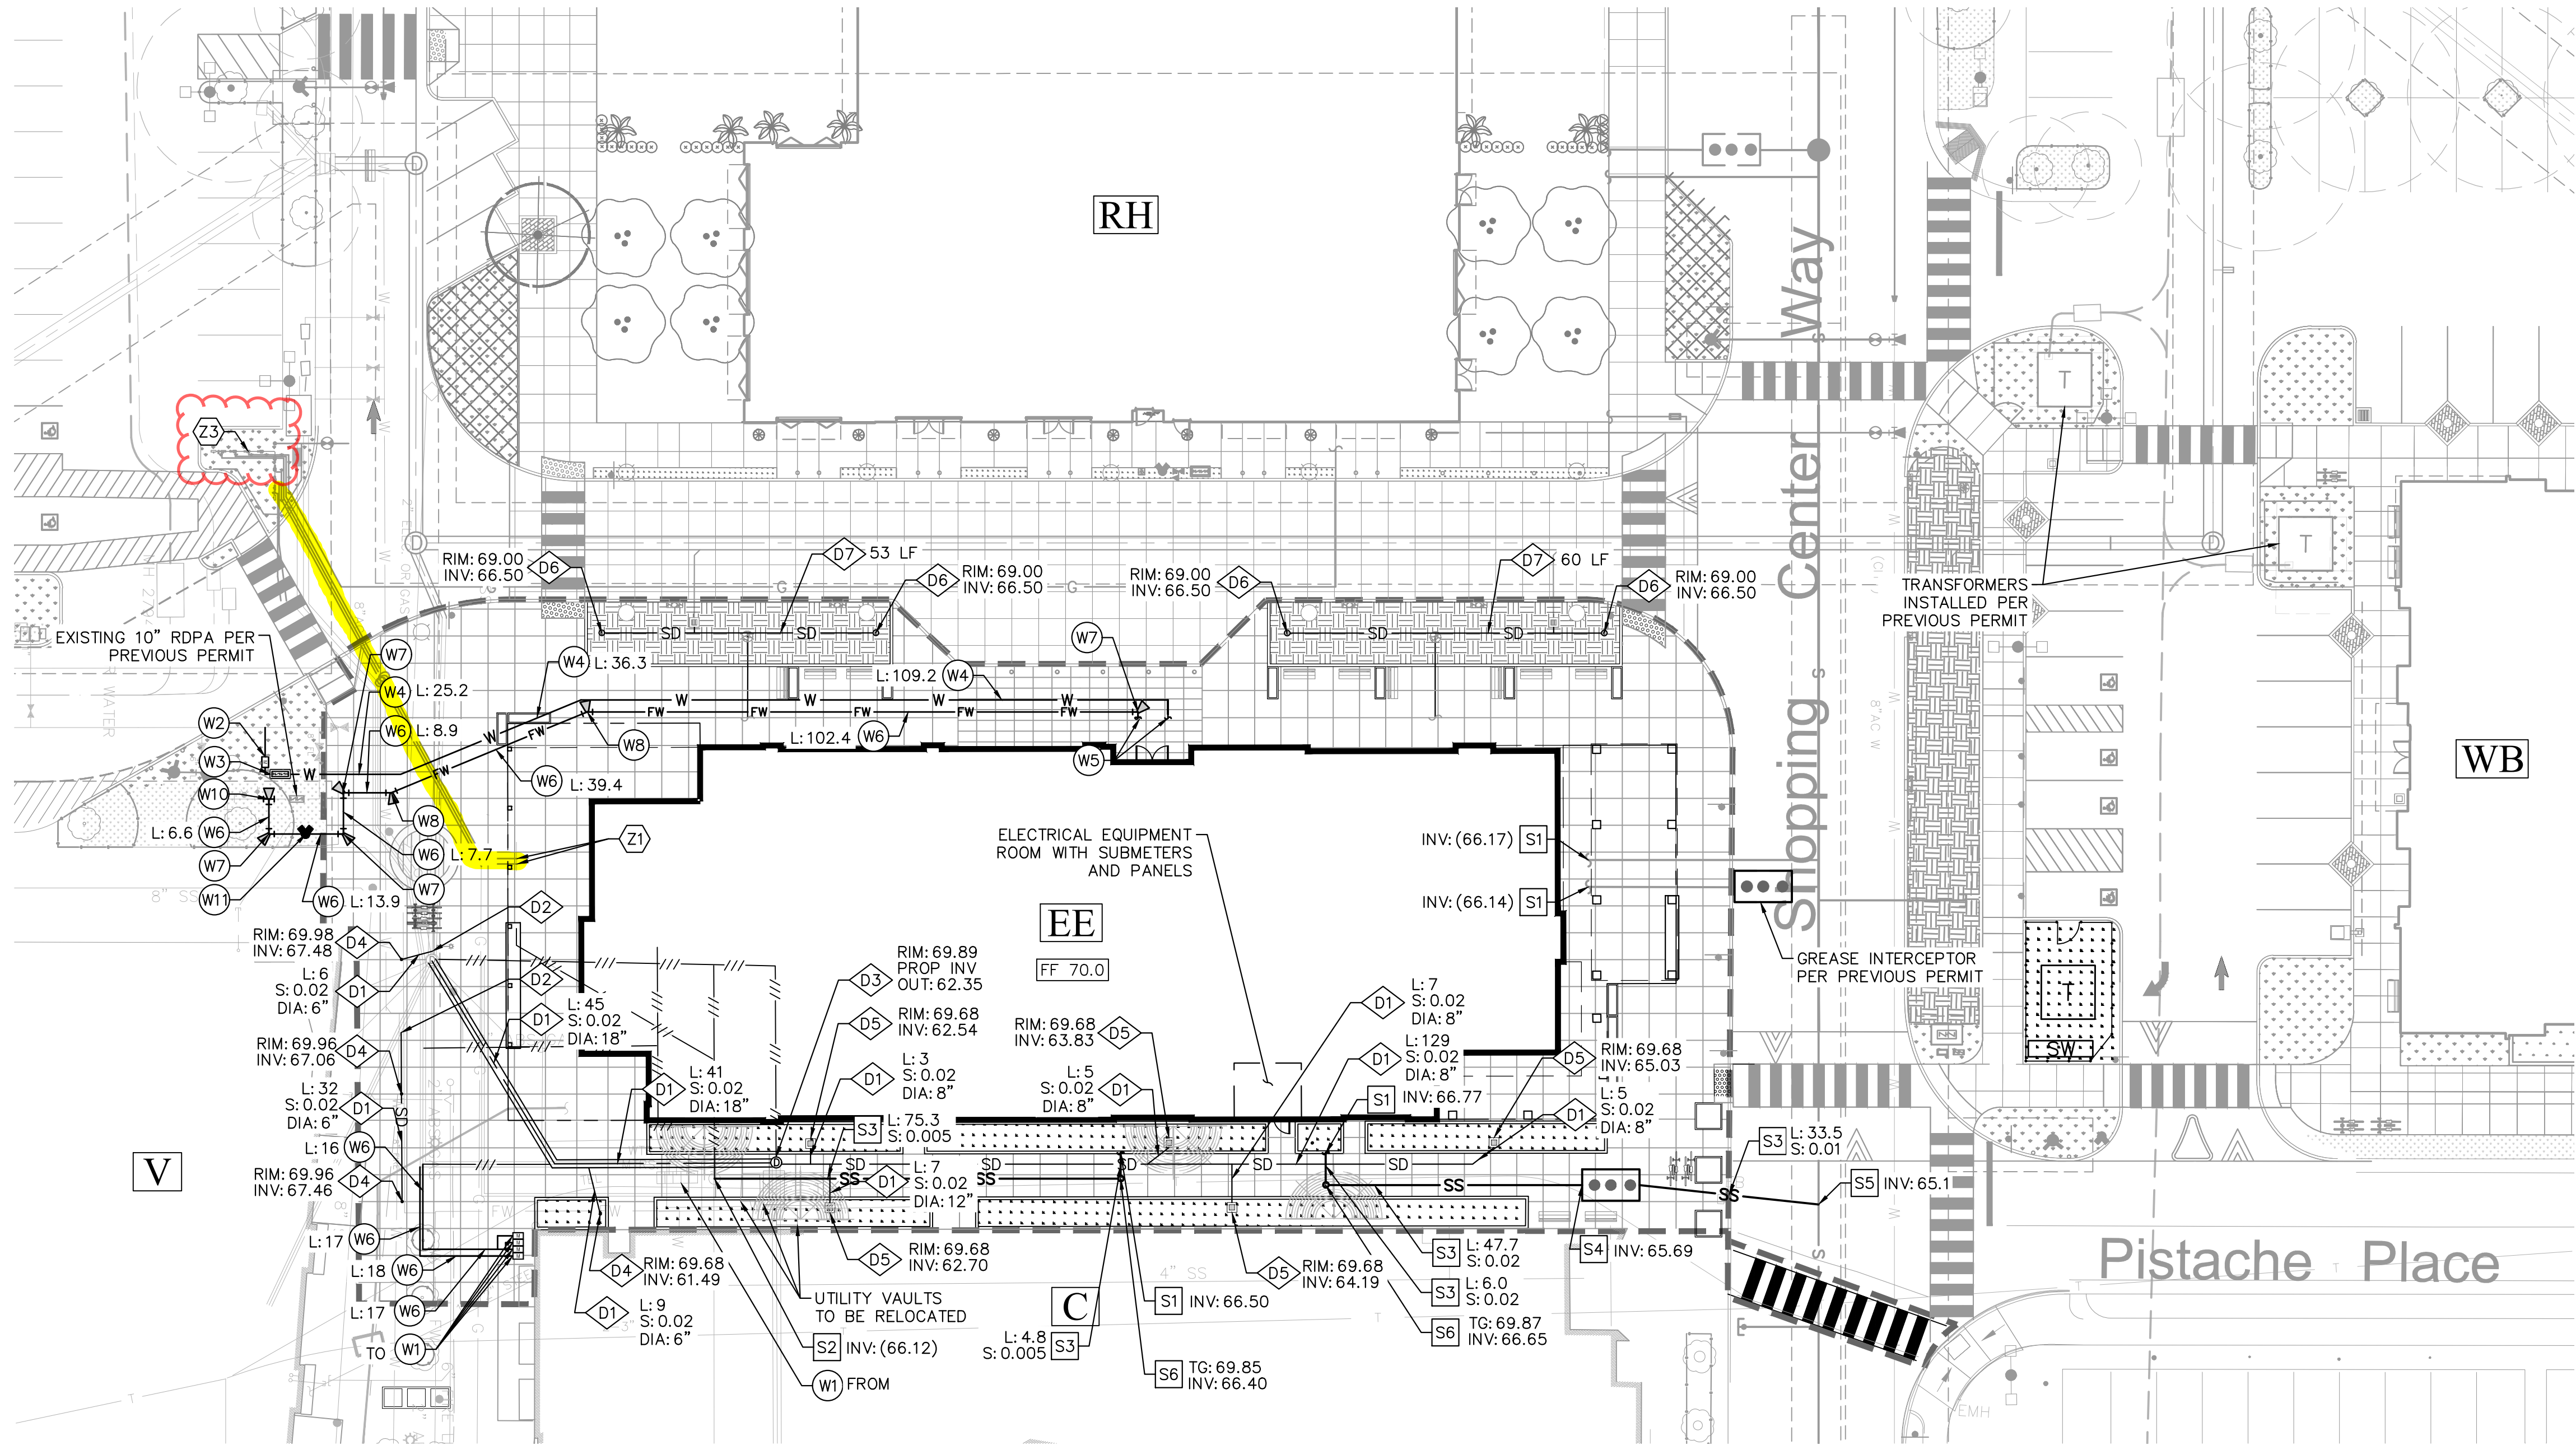 RH
Shopping Center Way
Z3
T
T
TRANSFORMERS
INSTALLED PER
PREVIOUS PERMIT
D
D
D
RIM: 69.00
INV: 66.50
D6
D7 53 LF
D6
RIM: 69.00
INV: 66.50
RIM: 69.00
INV: 66.50
D6
D7 60 LF
D6
RIM: 69.00
INV: 66.50
G
G
G
SD
SD
SD
SD
EXISTING 10" RDPA PER
PREVIOUS PERMIT
W7
W4 L: 25.2
W6 L: 8.9
W4 L: 36.3
L: 109.2 W4
W7
W
W
W
W
W
W
FW
FW
FW
FW
FW
FW
FW
L: 102.4 W6
W8
W5
W6 L: 39.4
W2
W3
W10
L: 6.6 W6
W7
W11
W6 L: 13.9
W8
W6 L: 7.7
W7
8" SS
WATER
8" AC W
Z1
WB
ELECTRICAL EQUIPMENT
ROOM WITH SUBMETERS
AND PANELS
EE
FF 70.0
INV: (66.17) S1
INV: (66.14) S1
GREASE INTERCEPTOR
PER PREVIOUS PERMIT
T
SW
D2
RIM: 69.98
INV: 67.48
D4
L: 6
S: 0.02
DIA: 6"
D1
D2
L: 45
S: 0.02
DIA: 18"
D1
RIM: 69.96
INV: 67.06
D4
L: 32
S: 0.02
DIA: 6"
D1
SD
L: 16 W6
RIM: 69.96
INV: 67.46
D4
L: 17 W6
L: 18 W6
L: 17 W6
TO W1
V
D1
L: 41
S: 0.02
DIA: 18"
D3
RIM: 69.89
PROP INV
OUT: 62.35
D5
RIM: 69.68
INV: 62.54
D1
L: 3
S: 0.02
DIA: 8"
S3
L: 75.3
S: 0.005
RIM: 69.68
INV: 63.83
D5
L: 5
S: 0.02
DIA: 8"
D1
D1
L: 7
S: 0.02
DIA: 8"
D1
L: 129
S: 0.02
DIA: 8"
S1 INV: 66.77
D5
RIM: 69.68
INV: 65.03
D1
L: 5
S: 0.02
DIA: 8"
SD
SD
SD
SD
SD
SS
SS
SS
SS
D1
L: 7
S: 0.02
DIA: 12"
S3
L: 33.5
S: 0.01
S5 INV: 65.1
D4
RIM: 69.68
INV: 61.49
D1
L: 9
S: 0.02
DIA: 6"
UTILITY VAULTS
TO BE RELOCATED
D5
RIM: 69.68
INV: 62.70
S2 INV: (66.12)
W1 FROM
4" SS
C
L: 4.8
S: 0.005
S3
S1 INV: 66.50
S6
TG: 69.85
INV: 66.40
D5
RIM: 69.68
INV: 64.19
S3
L: 47.7
S: 0.02
S3
L: 6.0
S: 0.02
S6
TG: 69.87
INV: 66.65
S4 INV: 65.69
Pistache Place
EMH